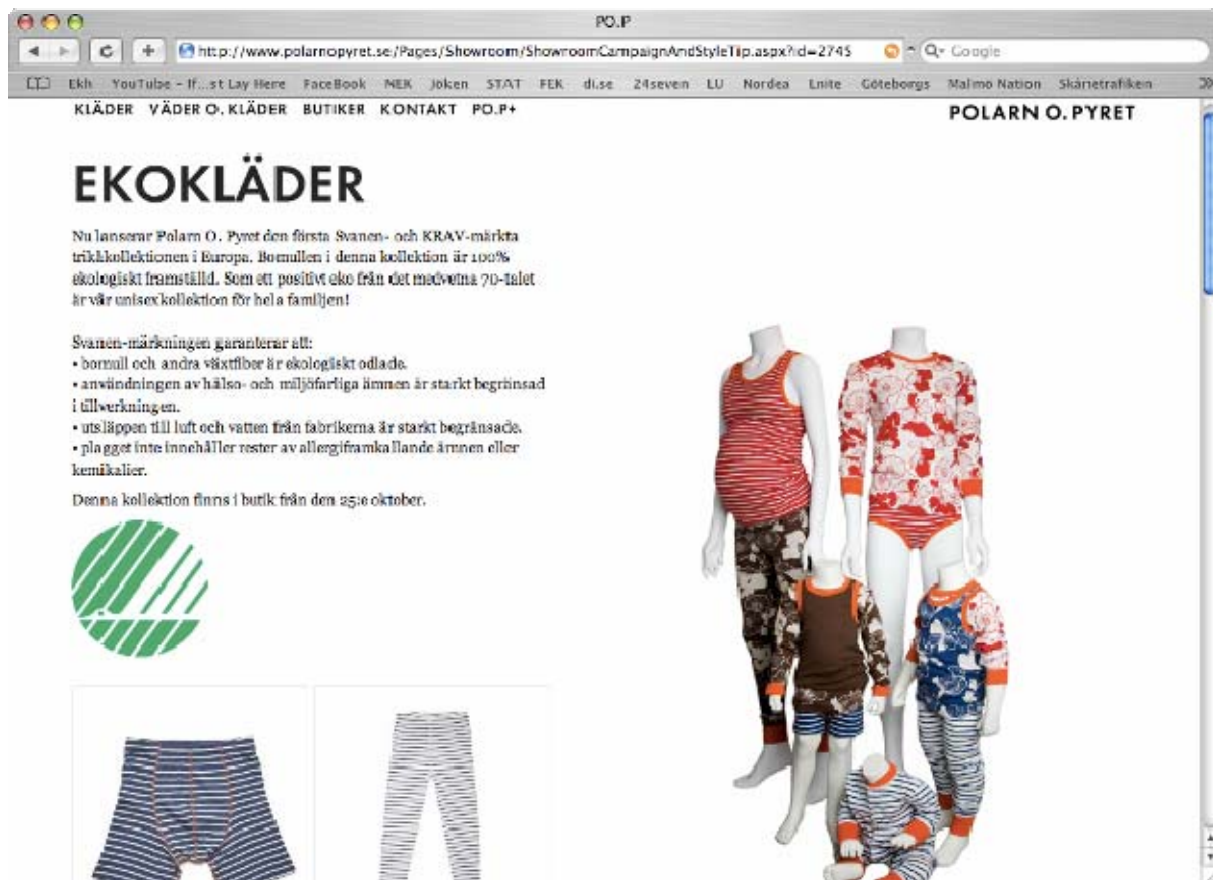 PO.P
http://www.polarnopyret.se/Pages/Showroom/ShowroomCampaignAndStyleTip.aspx?id=2745
Google
Ekh YouTube - If...st Lay Here FaceBook NEK Joken STAT FEK di.se 24seven LU Nordea Lnite Göteborgs Malmo Nation Skånetrafiken
KLÄDER VÄDER O. KLÄDER BUTIKER KONTAKT PO.P+
POLARN O. PYRET
EKOKLÄDER
Nu lanserar Polarn O. Pyret den första Svanen- och KRAV-märkta
trikåkollektionen i Europa. Bomullen i denna kollektion är 100%
ekologiskt framställd. Som ett positivt eko från det medvetna 70-talet
är vår unisex kollektion för hela familjen!
Svanen-märkningen garanterar att:
• bomull och andra växtfiber är ekologiskt odlade.
• användningen av hälso- och miljöfarliga ämnen är starkt begränsad
i tillverkningen.
• utsläppen till luft och vatten från fabrikerna är starkt begränsade.
• plagget inte innehåller rester av allergiframkallande ämnen eller
kemikalier.
Denna kollektion finns i butik från den 25:e oktober.